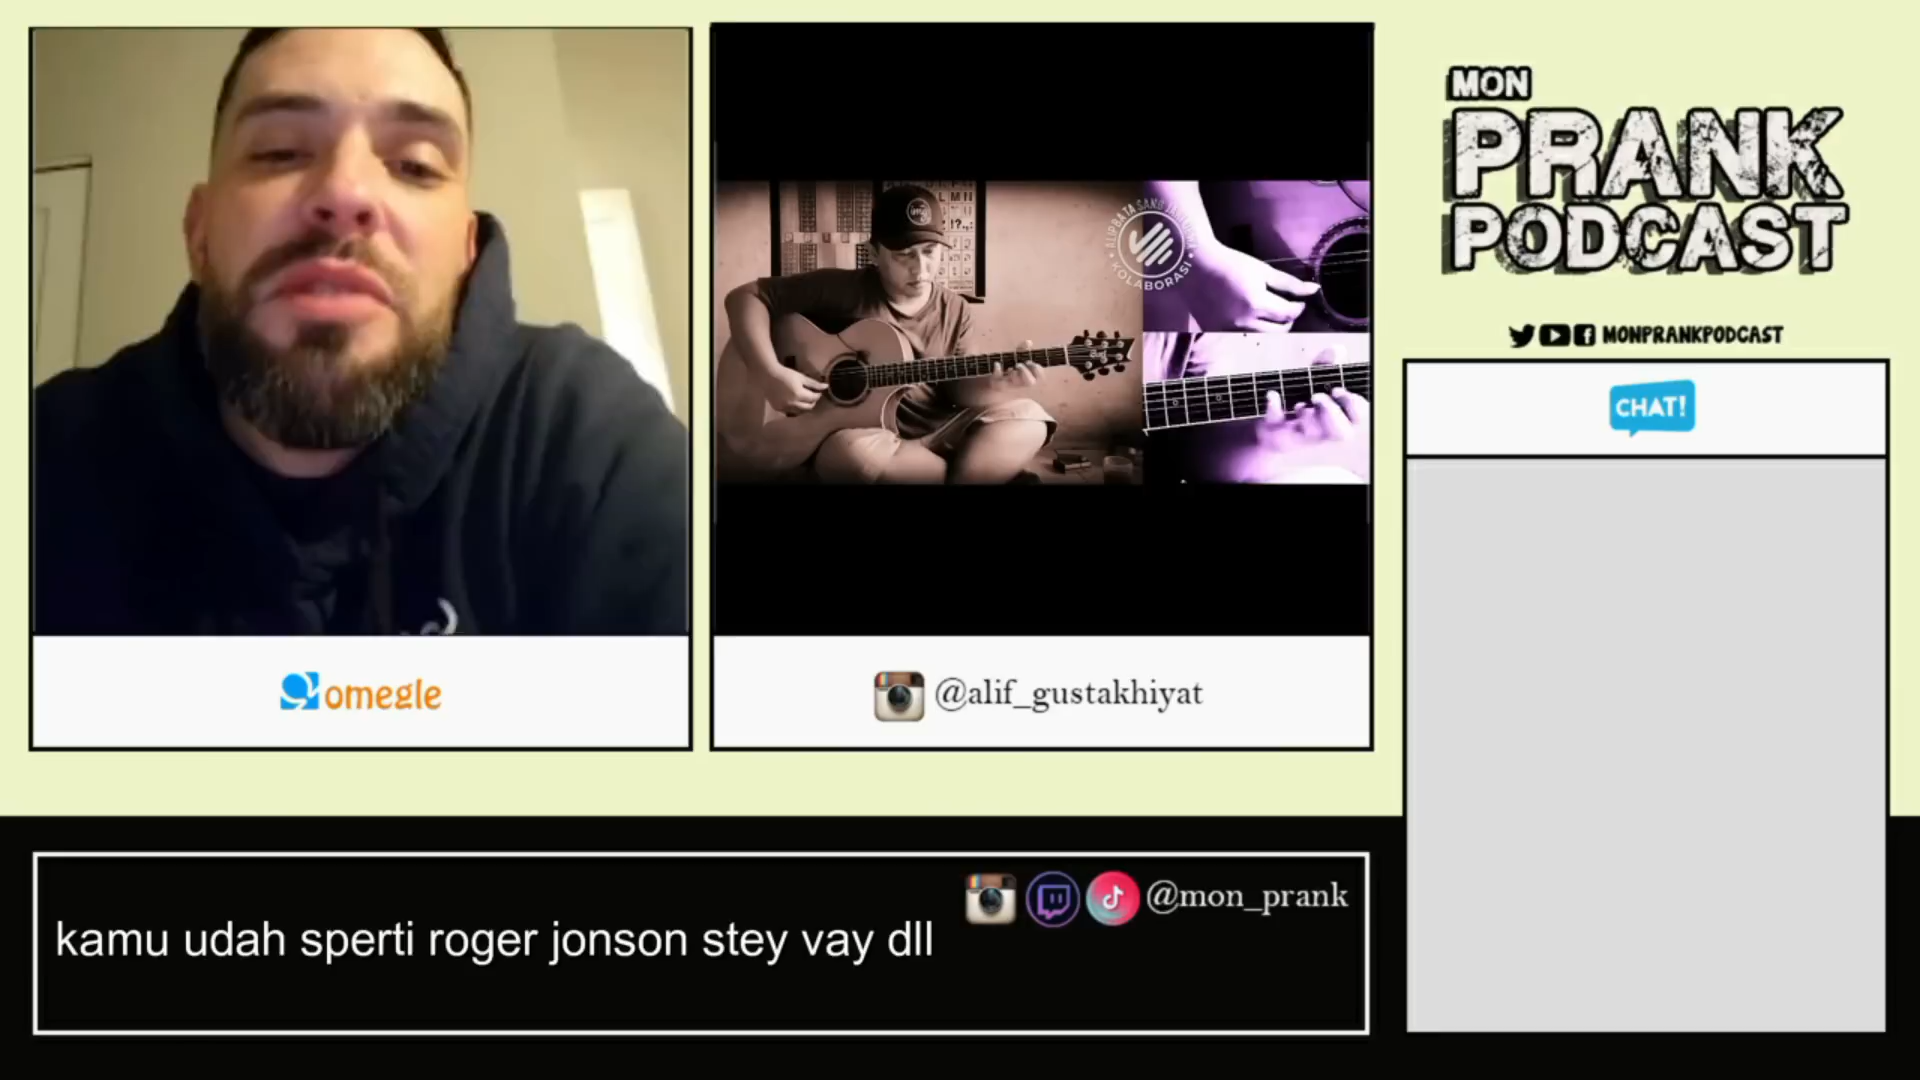 MON
PRANK
PODCAST
MONPRANKPODCAST
CHAT!
omegle
@alif_gustakhiyat
KOLABORASI
@mon_prank
kamu udah sperti roger jonson stey vay dll